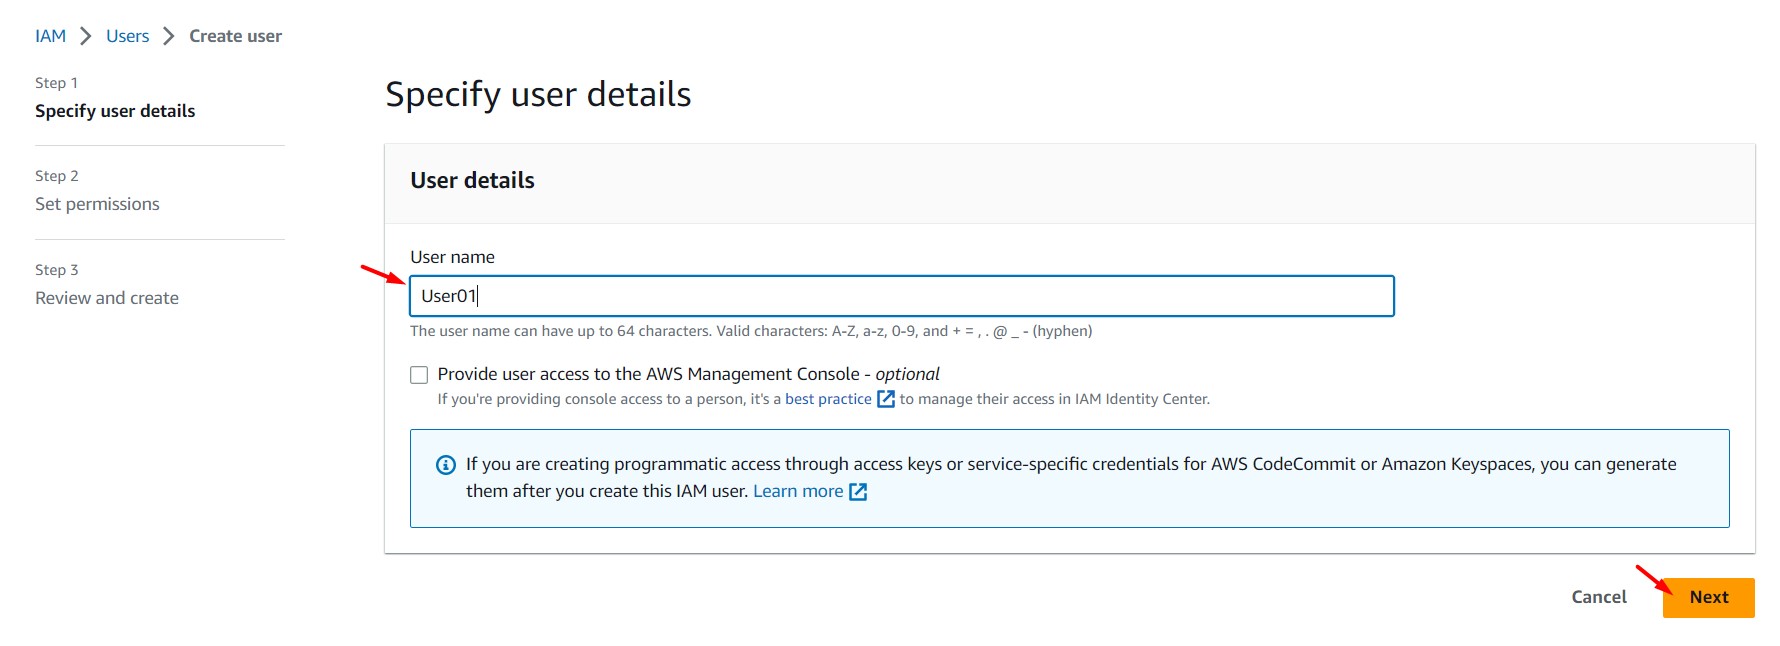 IAM > Users > Create user
Step 1
Specify user details
Step 2
Set permissions
Step 3
Review and create
Specify user details
User details
User name
User01
The user name can have up to 64 characters. Valid characters: A-Z, a-z, 0-9, and + = , . @ _ - (hyphen)
Provide user access to the AWS Management Console - optional
If you're providing console access to a person, it's a best practice to manage their access in IAM Identity Center.
If you are creating programmatic access through access keys or service-specific credentials for AWS CodeCommit or Amazon Keyspaces, you can generate
them after you create this IAM user. Learn more
Cancel
Next